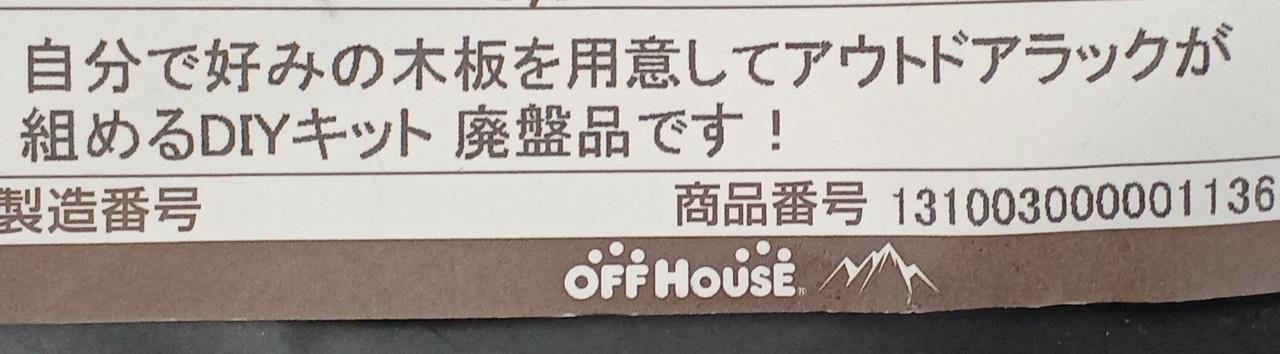 自分で好みの木板を用意してアウトドアラックが
組めるDIYキット 廃盤品です！
製造番号 商品番号 1310030000001136
OFF HOUSE®